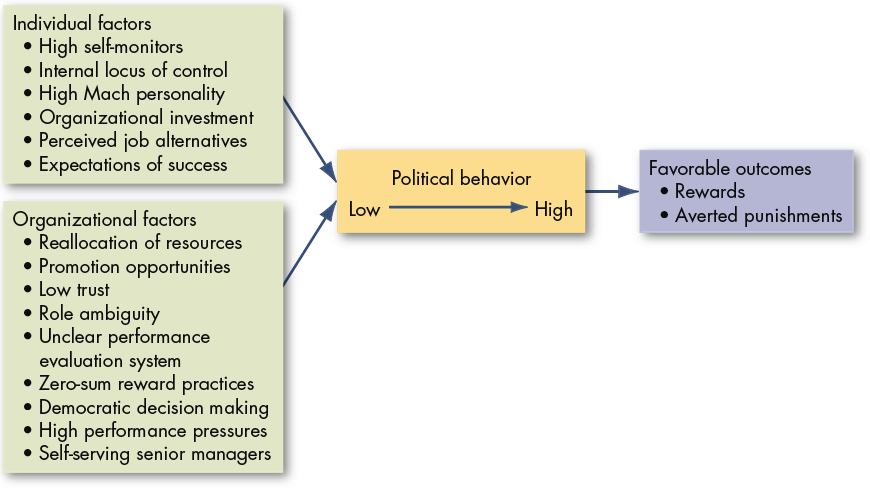 Individual factors
• High self-monitors
• Internal locus of control
• High Mach personality
• Organizational investment
• Perceived job alternatives
• Expectations of success
Organizational factors
• Reallocation of resources
• Promotion opportunities
• Low trust
• Role ambiguity
• Unclear performance
evaluation system
• Zero-sum reward practices
• Democratic decision making
• High performance pressures
• Self-serving senior managers
Political behavior
Low High
Favorable outcomes
• Rewards
• Averted punishments